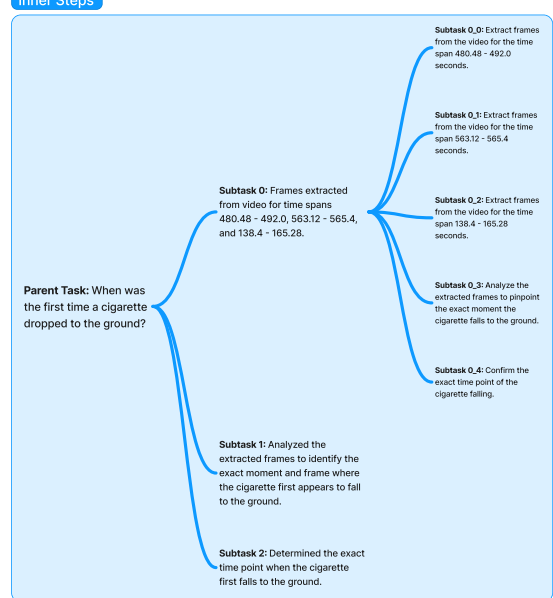 Inner Steps
Parent Task: When was
the first time a cigarette
dropped to the ground?
Subtask 0: Frames extracted
from video for time spans
480.48 - 492.0, 563.12 - 565.4,
and 138.4 - 165.28.
Subtask 0_0: Extract frames
from the video for the time
span 480.48 - 492.0
seconds.
Subtask 0_1: Extract frames
from the video for the time
span 563.12 - 565.4
seconds.
Subtask 0_2: Extract frames
from the video for the time
span 138.4 - 165.28
seconds.
Subtask 0_3: Analyze the
extracted frames to pinpoint
the exact moment the
cigarette falls to the ground.
Subtask 0_4: Confirm the
exact time point of the
cigarette falling.
Subtask 1: Analyzed the
extracted frames to identify the
exact moment and frame where
the cigarette first appears to fall
to the ground.
Subtask 2: Determined the exact
time point when the cigarette
first falls to the ground.